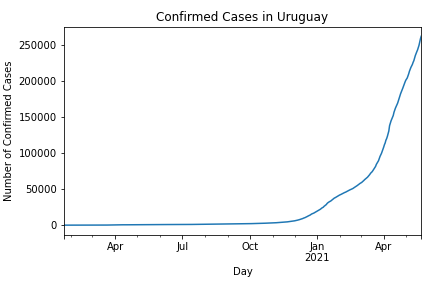 Confirmed Cases in Uruguay
Number of Confirmed Cases
250000
200000
150000
100000
50000
0
Apr
Jul
Oct
Jan
2021
Apr
Day